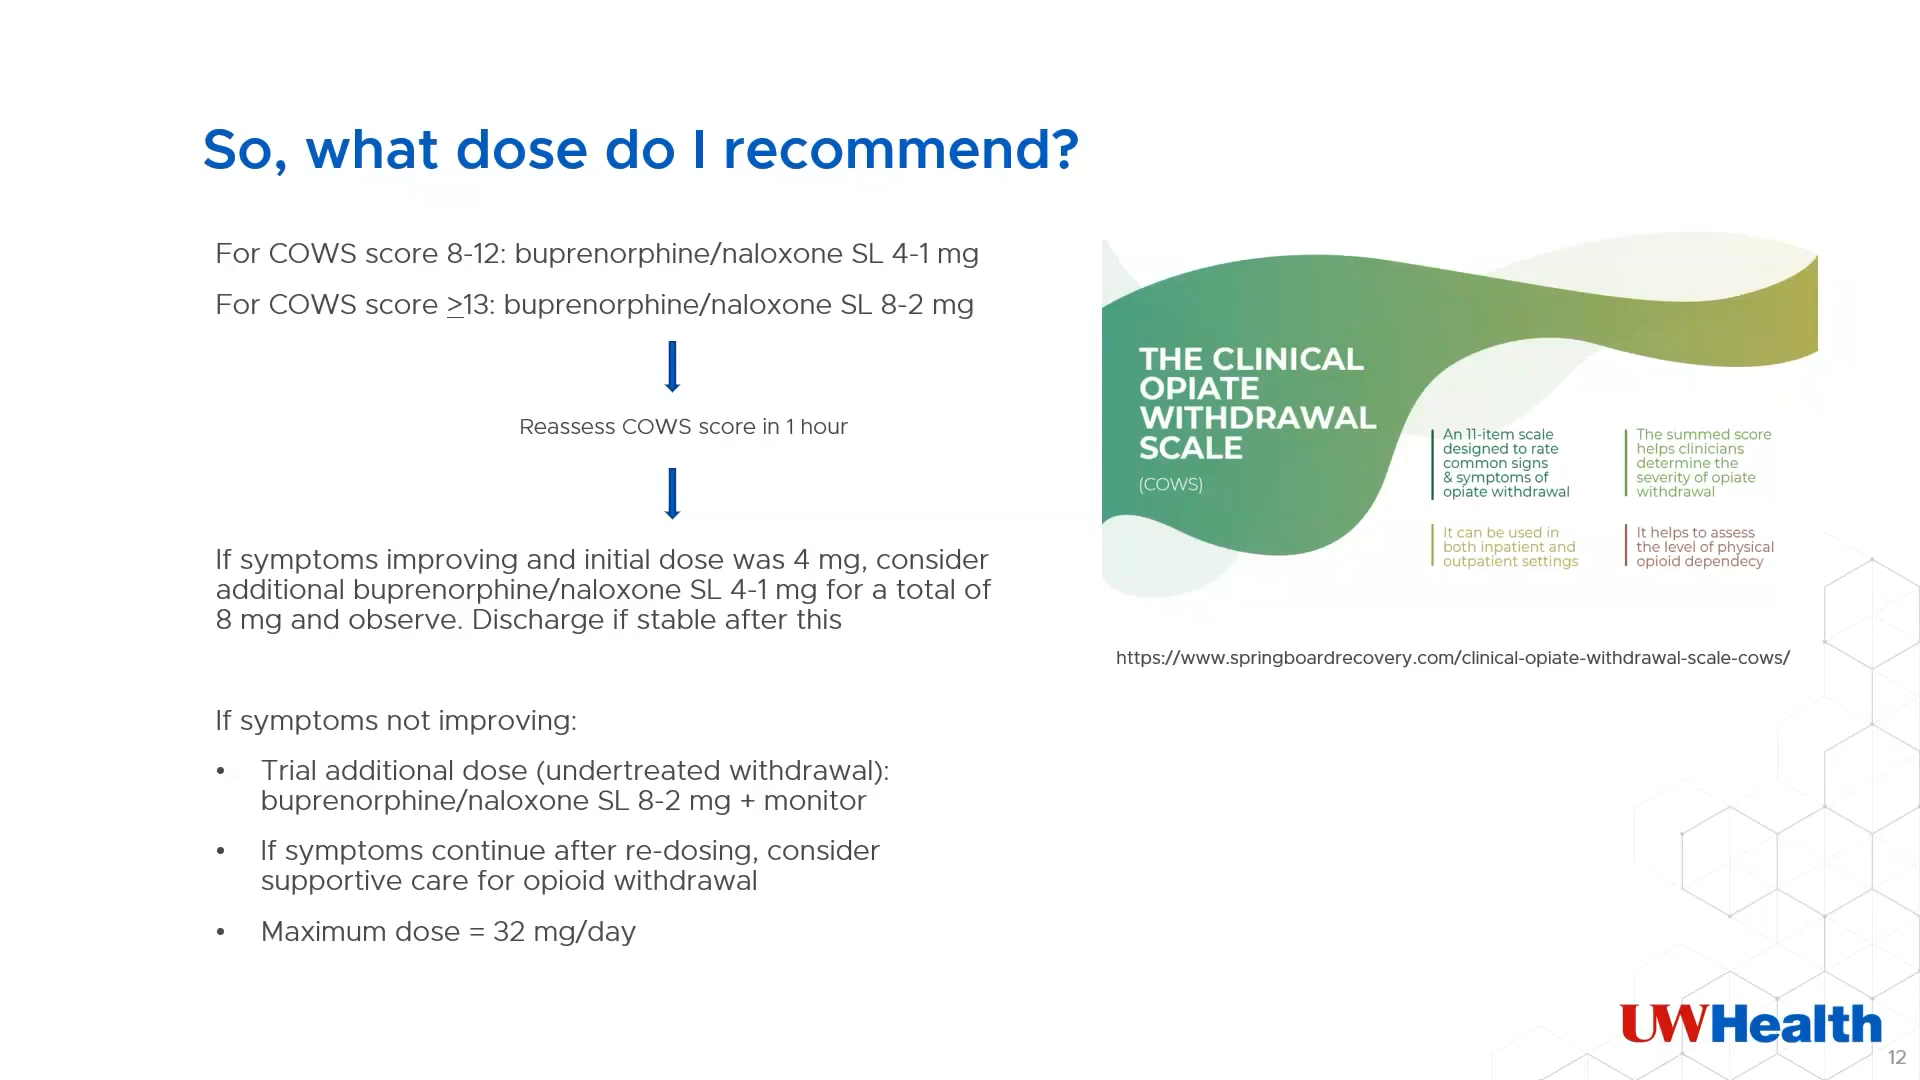 So, what dose do I recommend?
For COWS score 8-12: buprenorphine/naloxone SL 4-1 mg
For COWS score >13: buprenorphine/naloxone SL 8-2 mg
Reassess COWS score in 1 hour
If symptoms improving and initial dose was 4 mg, consider
additional buprenorphine/naloxone SL 4-1 mg for a total of
8 mg and observe. Discharge if stable after this
If symptoms not improving:
• Trial additional dose (undertreated withdrawal):
buprenorphine/naloxone SL 8-2 mg + monitor
• If symptoms continue after re-dosing, consider
supportive care for opioid withdrawal
• Maximum dose = 32 mg/day
THE CLINICAL
OPIATE
WITHDRAWAL
SCALE
(COWS)
An 11-item scale
designed to rate
common signs
& symptoms of
opiate withdrawal
The summed score
helps clinicians
determine the
severity of opiate
withdrawal
It can be used in
both inpatient and
outpatient settings
It helps to assess
the level of physical
opioid dependecy
https://www.springboardrecovery.com/clinical-opiate-withdrawal-scale-cows/
UWHealth
12